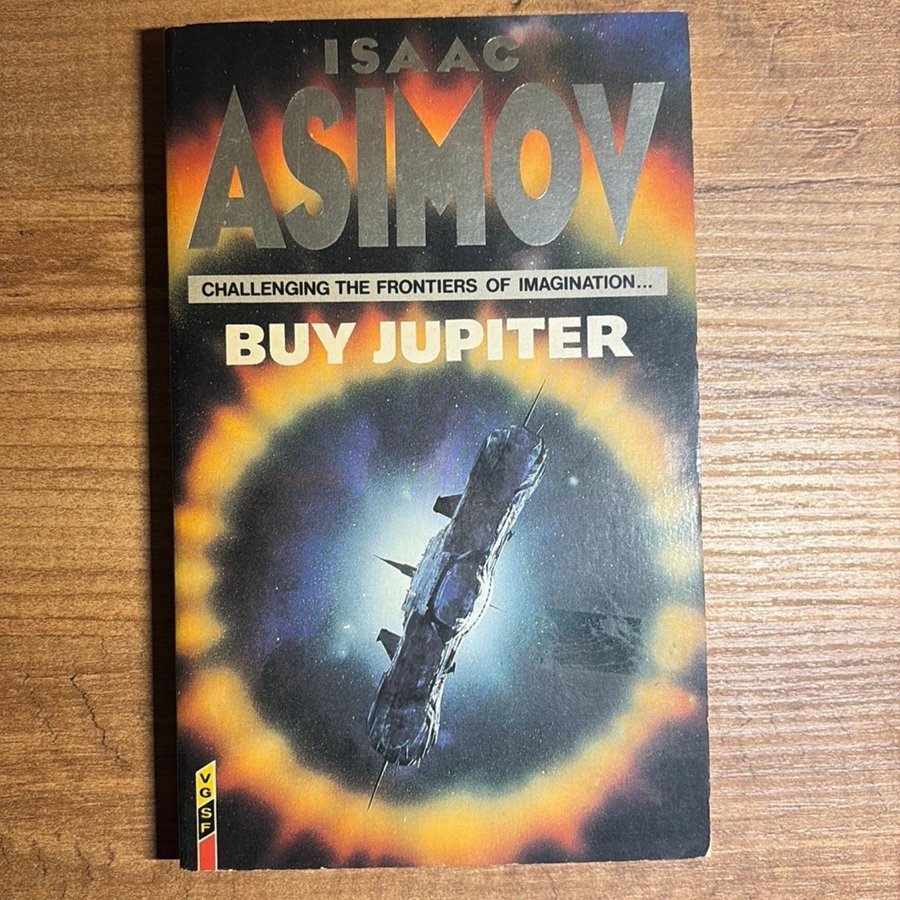 ISAAC
ASIMOV
CHALLENGING THE FRONTIERS OF IMAGINATION...
BUY JUPITER
VGSF